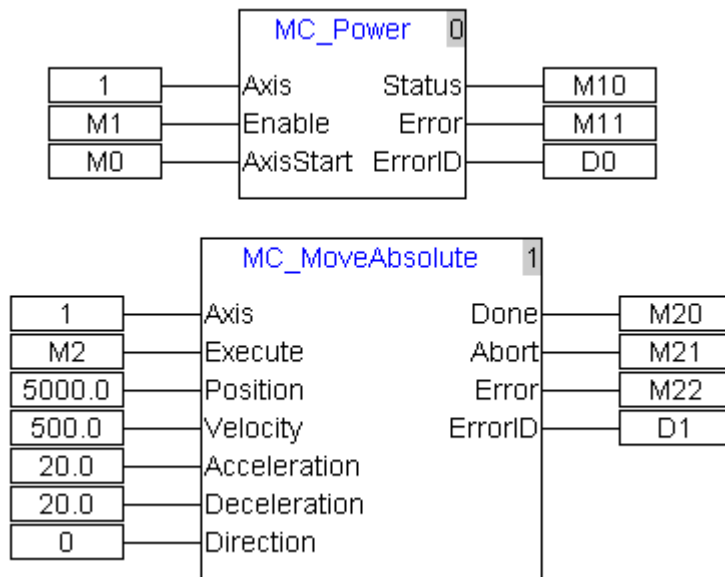 MC_Power 0
1 Axis Status M10
M1 Enable Error M11
M0 AxisStart ErrorID D0
MC_MoveAbsolute 1
1 Axis Done M20
M2 Execute Abort M21
5000.0 Position Error M22
500.0 Velocity ErrorID D1
20.0 Acceleration
20.0 Deceleration
0 Direction